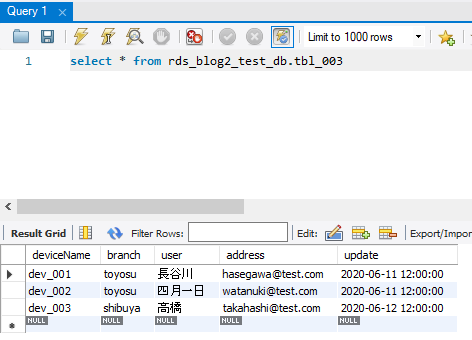 Query 1
Limit to 1000 rows
1 select * from rds_blog2_test_db.tbl_003
Result Grid Filter Rows: Edit: Export/Impor
deviceName branch user address update
dev_001 toyosu 長谷川 hasegawa@test.com 2020-06-11 12:00:00
dev_002 toyosu 四月一日 watanuki@test.com 2020-06-11 12:00:00
dev_003 shibuya 高橋 takahashi@test.com 2020-06-12 12:00:00
NULL NULL NULL NULL NULL